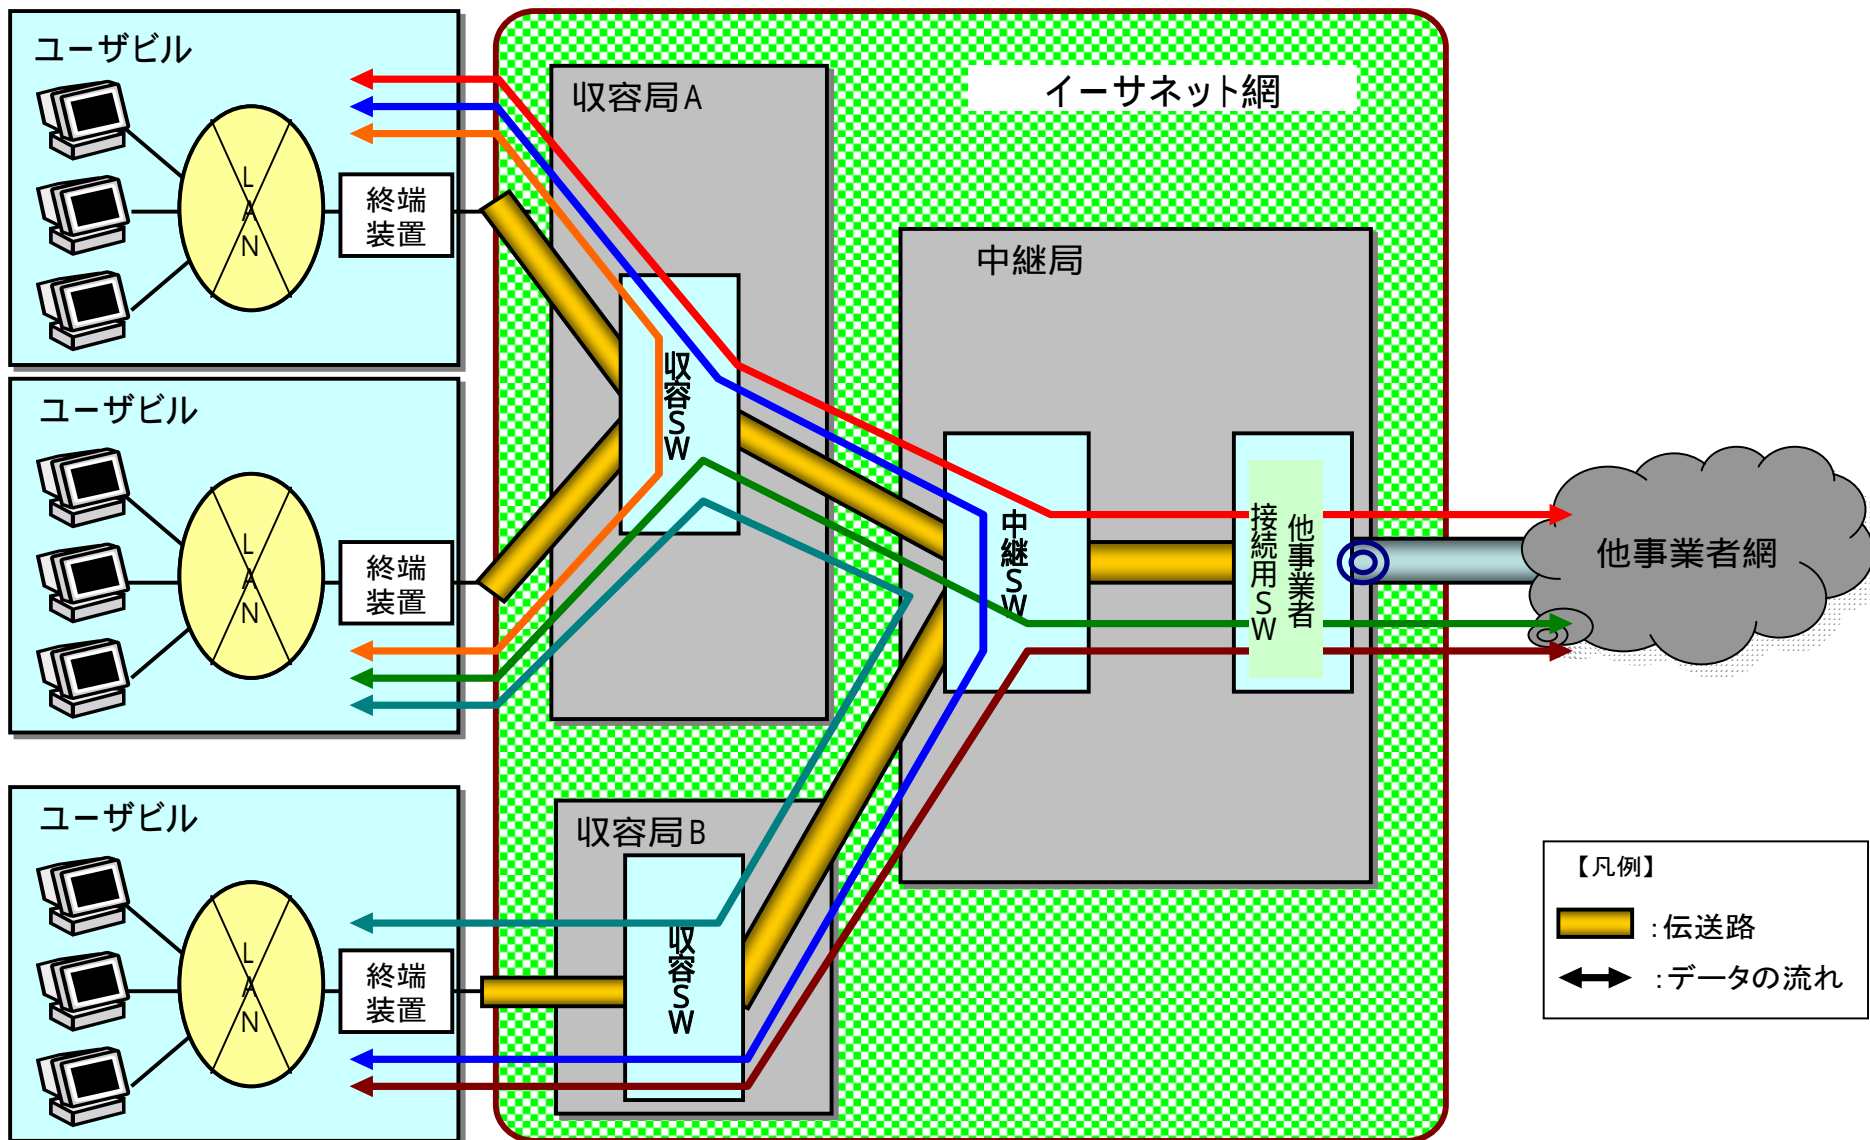 ユーザビル
LAN
終端
装置
ユーザビル
LAN
終端
装置
ユーザビル
LAN
終端
装置
イーサネット網
収容局A
収容SW
収容局B
収容SW
中継局
中継SW
他事業者
接続用SW
他事業者網
【凡例】
:伝送路
:データの流れ